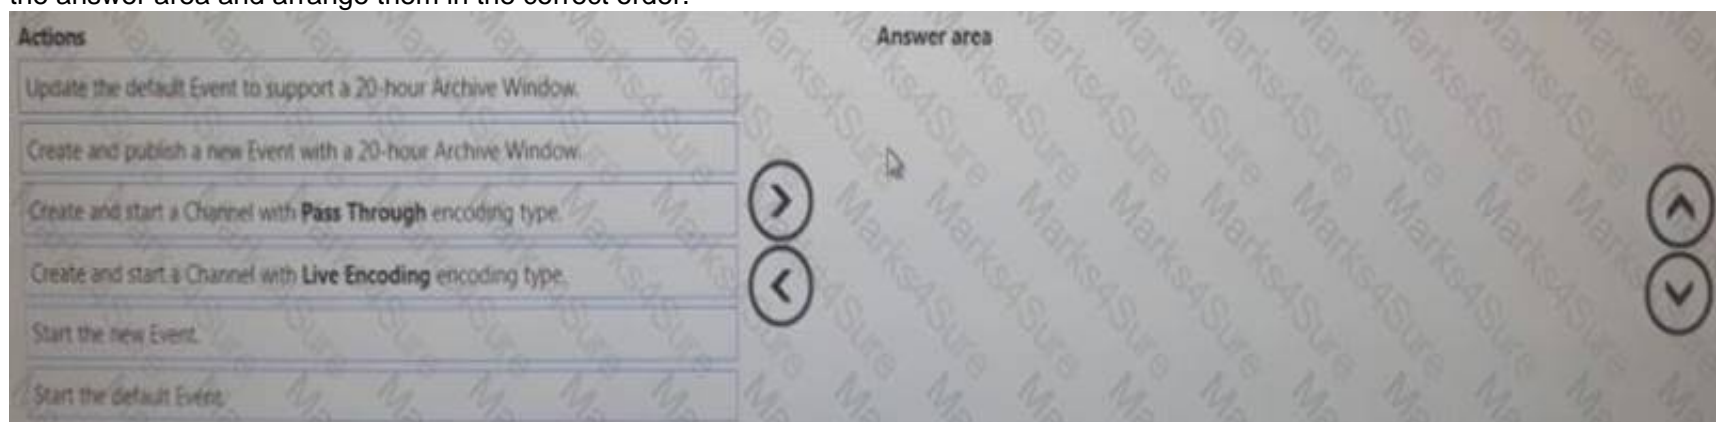 the answer area and arrange them in the correct order.
Actions
Answer area
Update the default Event to support a 20-hour Archive Window.
Create and publish a new Event with a 20-hour Archive Window.
Create and start a Channel with Pass Through encoding type.
Create and start a Channel with Live Encoding encoding type.
Start the new Event.
Start the default Event.
Marks4Sure